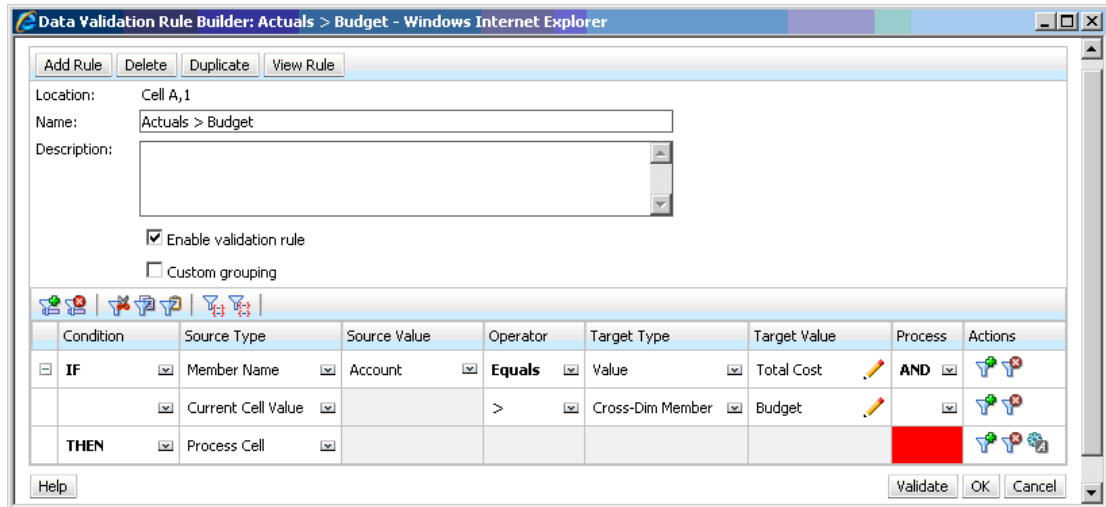 Data Validation Rule Builder: Actuals > Budget - Windows Internet Explorer
Add Rule Delete Duplicate View Rule
Location: Cell A,1
Name: Actuals > Budget
Description:
Enable validation rule
Custom grouping
Condition Source Type Source Value Operator Target Type Target Value Process Actions
IF Member Name Account Equals Value Total Cost AND
Current Cell Value > Cross-Dim Member Budget
THEN Process Cell
Help Validate OK Cancel